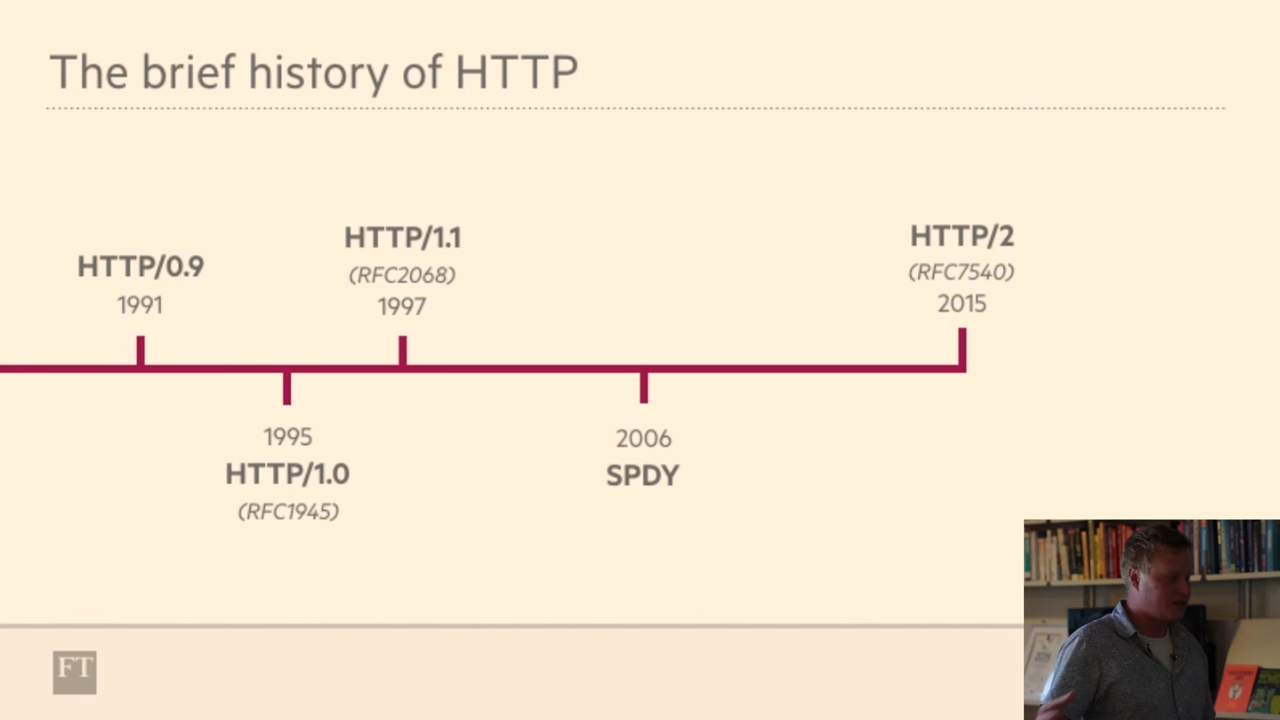 The brief history of HTTP
HTTP/0.9
1991
HTTP/1.1
(RFC2068)
1997
HTTP/2
(RFC7540)
2015
1995
HTTP/1.0
(RFC1945)
2006
SPDY
FT